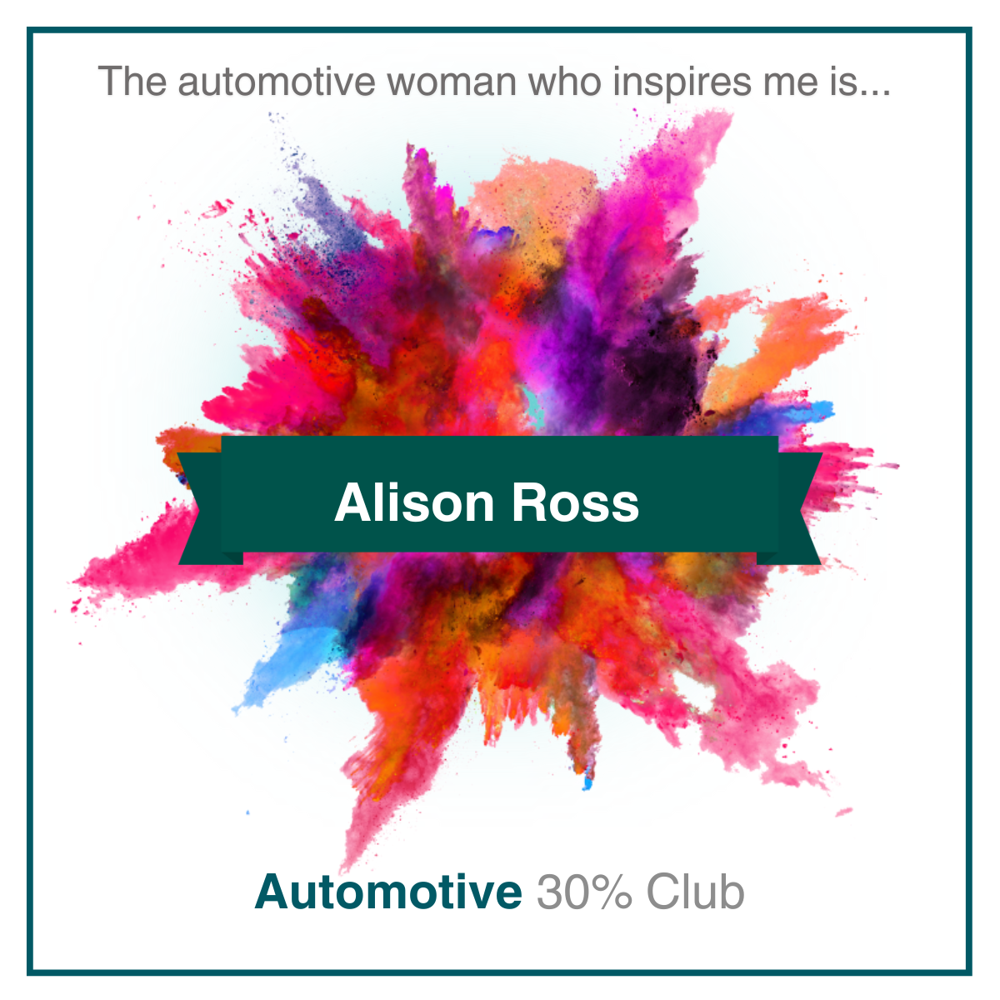 The automotive woman who inspires me is...
Alison Ross
Automotive 30% Club